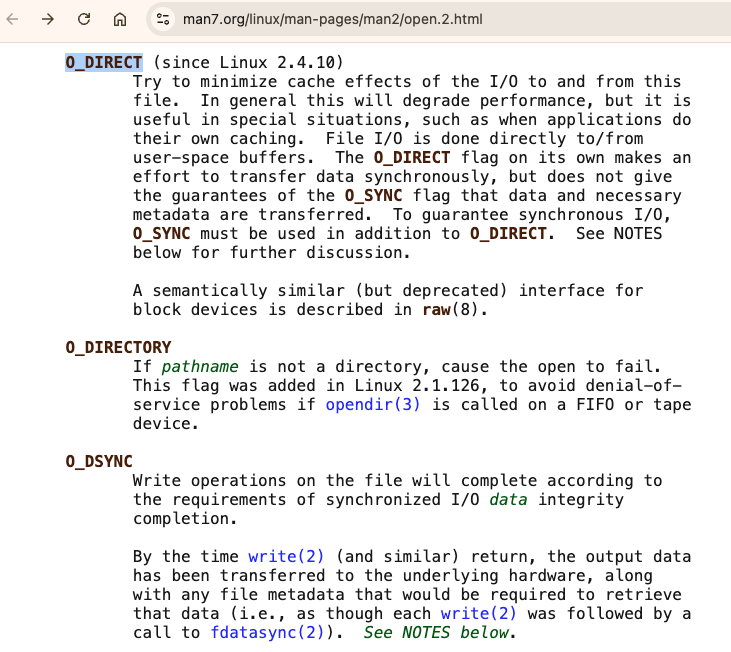 man7.org/linux/man-pages/man2/open.2.html
O_DIRECT (since Linux 2.4.10)
Try to minimize cache effects of the I/O to and from this
file.  In general this will degrade performance, but it is
useful in special situations, such as when applications do
their own caching.  File I/O is done directly to/from
user-space buffers.  The O_DIRECT flag on its own makes an
effort to transfer data synchronously, but does not give
the guarantees of the O_SYNC flag that data and necessary
metadata are transferred.  To guarantee synchronous I/O,
O_SYNC must be used in addition to O_DIRECT.  See NOTES
below for further discussion.
A semantically similar (but deprecated) interface for
block devices is described in raw(8).
O_DIRECTORY
If pathname is not a directory, cause the open to fail.
This flag was added in Linux 2.1.126, to avoid denial-of-
service problems if opendir(3) is called on a FIFO or tape
device.
O_DSYNC
Write operations on the file will complete according to
the requirements of synchronized I/O data integrity
completion.
By the time write(2) (and similar) return, the output data
has been transferred to the underlying hardware, along
with any file metadata that would be required to retrieve
that data (i.e., as though each write(2) was followed by a
call to fdatasync(2)).  See NOTES below.